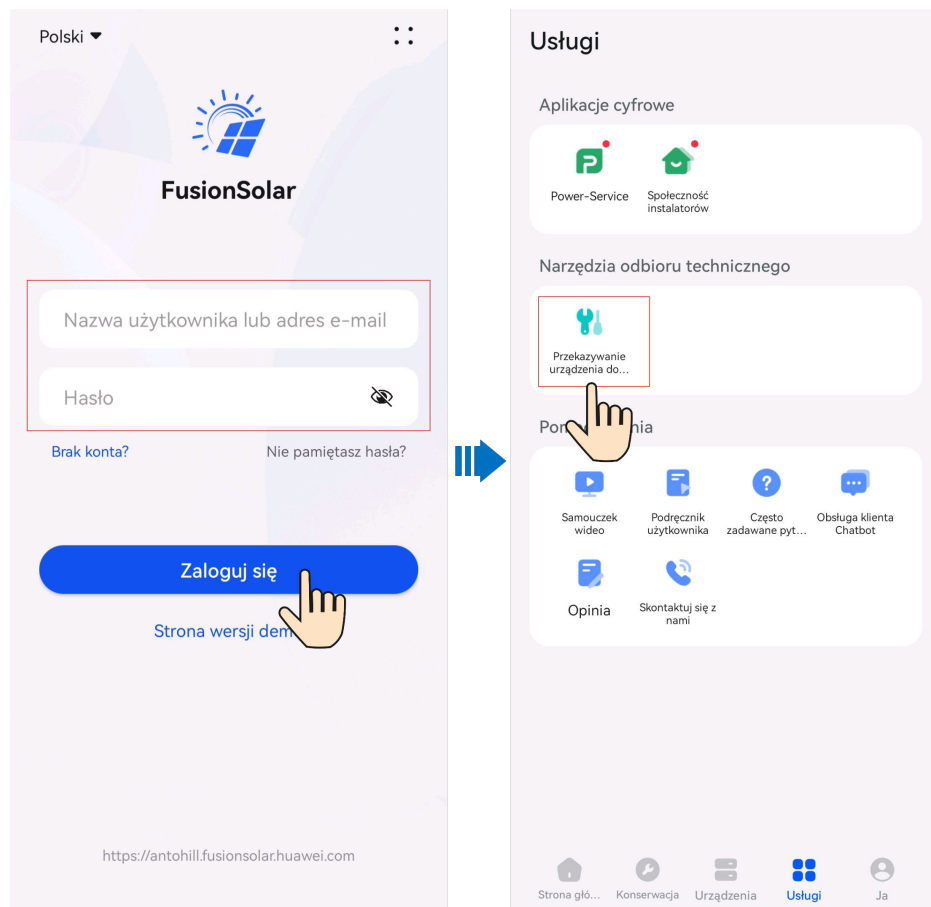 Polski
FusionSolar
Nazwa użytkownika lub adres e-mail
Hasło
Brak konta?
Nie pamiętasz hasła?
Zaloguj się
Strona wersji dem
https://antohill.fusionsolar.huawei.com
Usługi
Aplikacje cyfrowe
Power-Service
Społeczność
instalatorów
Narzędzia odbioru technicznego
Przekazywanie
urządzenia do...
Samouczek
wideo
Podręcznik
użytkownika
Często
zadawane pyt...
Obsługa klienta
Chatbot
Opinia
Skontaktuj się z
nami
Strona głó...
Konserwacja
Urządzenia
Usługi
Ja